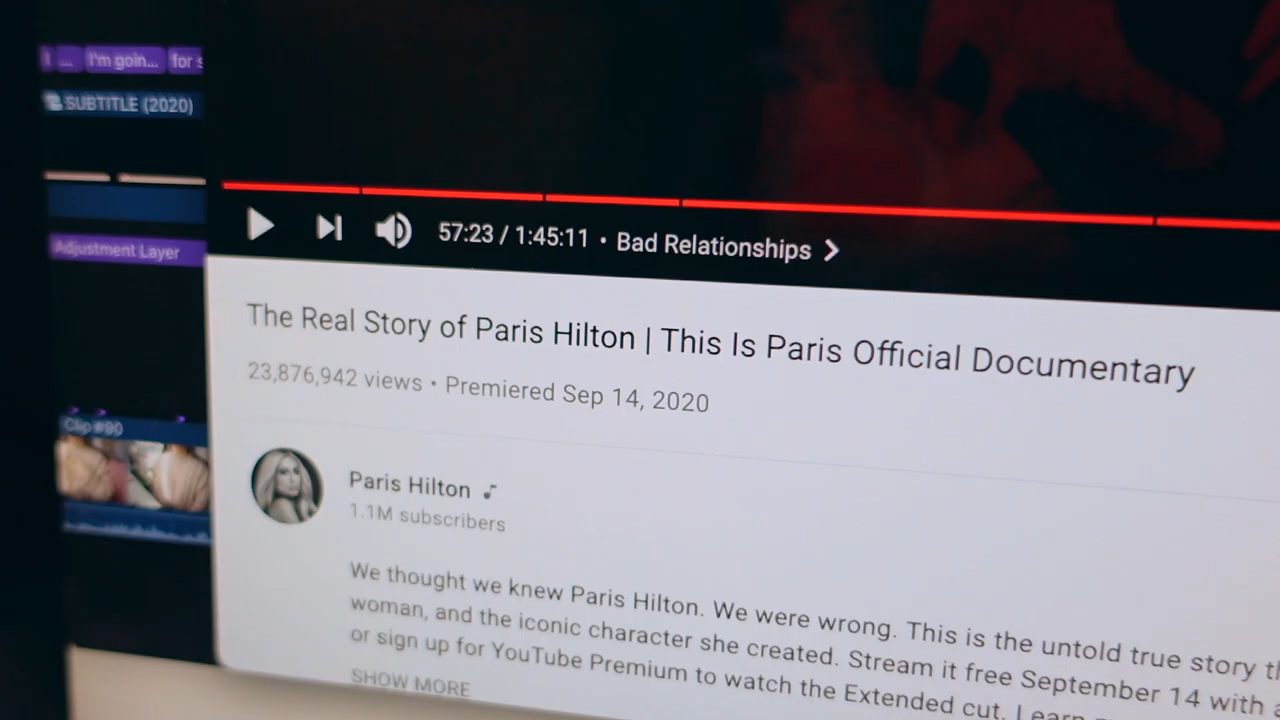 I'm goin...
for s
SUBTITLE (2020)
Adjustment Layer
57:23 / 1:45:11 • Bad Relationships
The Real Story of Paris Hilton | This Is Paris Official Documentary
23,876,942 views • Premiered Sep 14, 2020
Clip #90
Paris Hilton
1.1M subscribers
We thought we knew Paris Hilton. We were wrong. This is the untold true story
woman, and the iconic character she created. Stream it free September 14 with a
or sign up for YouTube Premium to watch the Extended cut. Learn
SHOW MORE